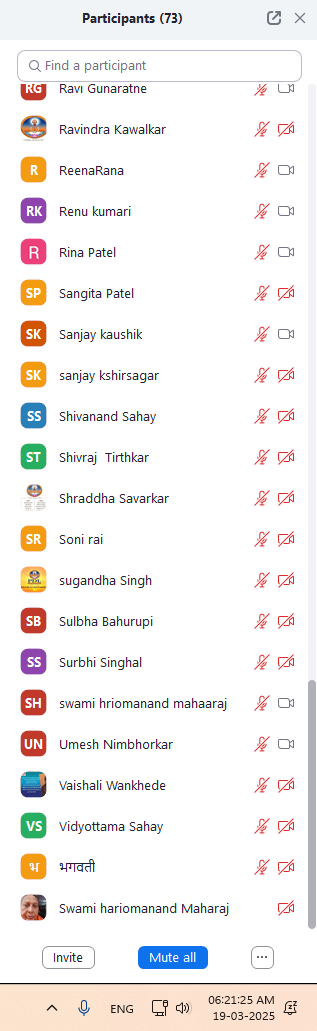 Participants (73)
Find a participant
RG Ravi Gunaratne
Ravindra Kawalkar
R ReenaRana
RK Renu kumari
R Rina Patel
SP Sangita Patel
SK Sanjay kaushik
SK sanjay kshirsagar
SS Shivanand Sahay
ST Shivraj Tirthkar
Shraddha Savarkar
SR Soni rai
sugandha Singh
SB Sulbha Bahurupi
SS Surbhi Singhal
SH swami hriomanand mahaaraj
UN Umesh Nimbhorkar
Vaishali Wankhede
VS Vidyottama Sahay
भ भगवती
Swami hariomanand Maharaj
Invite Mute all ...
ENG 06:21:25 AM
19-03-2025